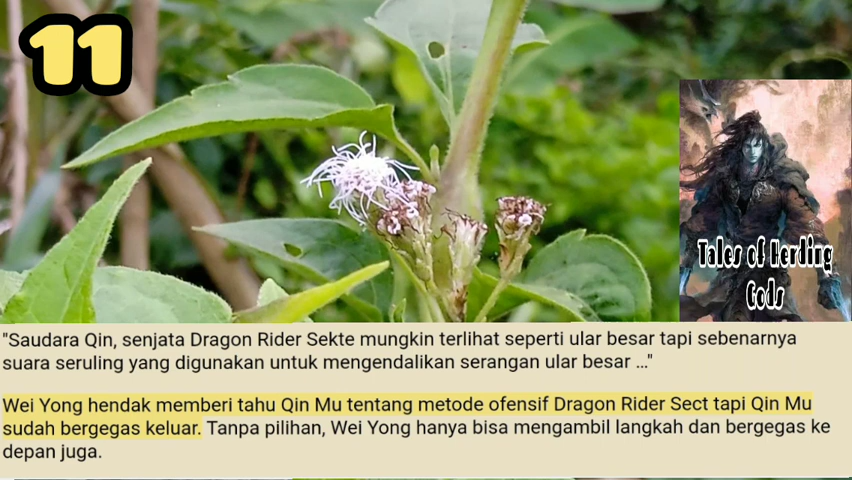 11
Tales of Herding
Gods
"Saudara Qin, senjata Dragon Rider Sekte mungkin terlihat seperti ular besar tapi sebenarnya
suara seruling yang digunakan untuk mengendalikan serangan ular besar ..."
Wei Yong hendak memberi tahu Qin Mu tentang metode ofensif Dragon Rider Sect tapi Qin Mu
sudah bergegas keluar. Tanpa pilihan, Wei Yong hanya bisa mengambil langkah dan bergegas ke
depan juga.